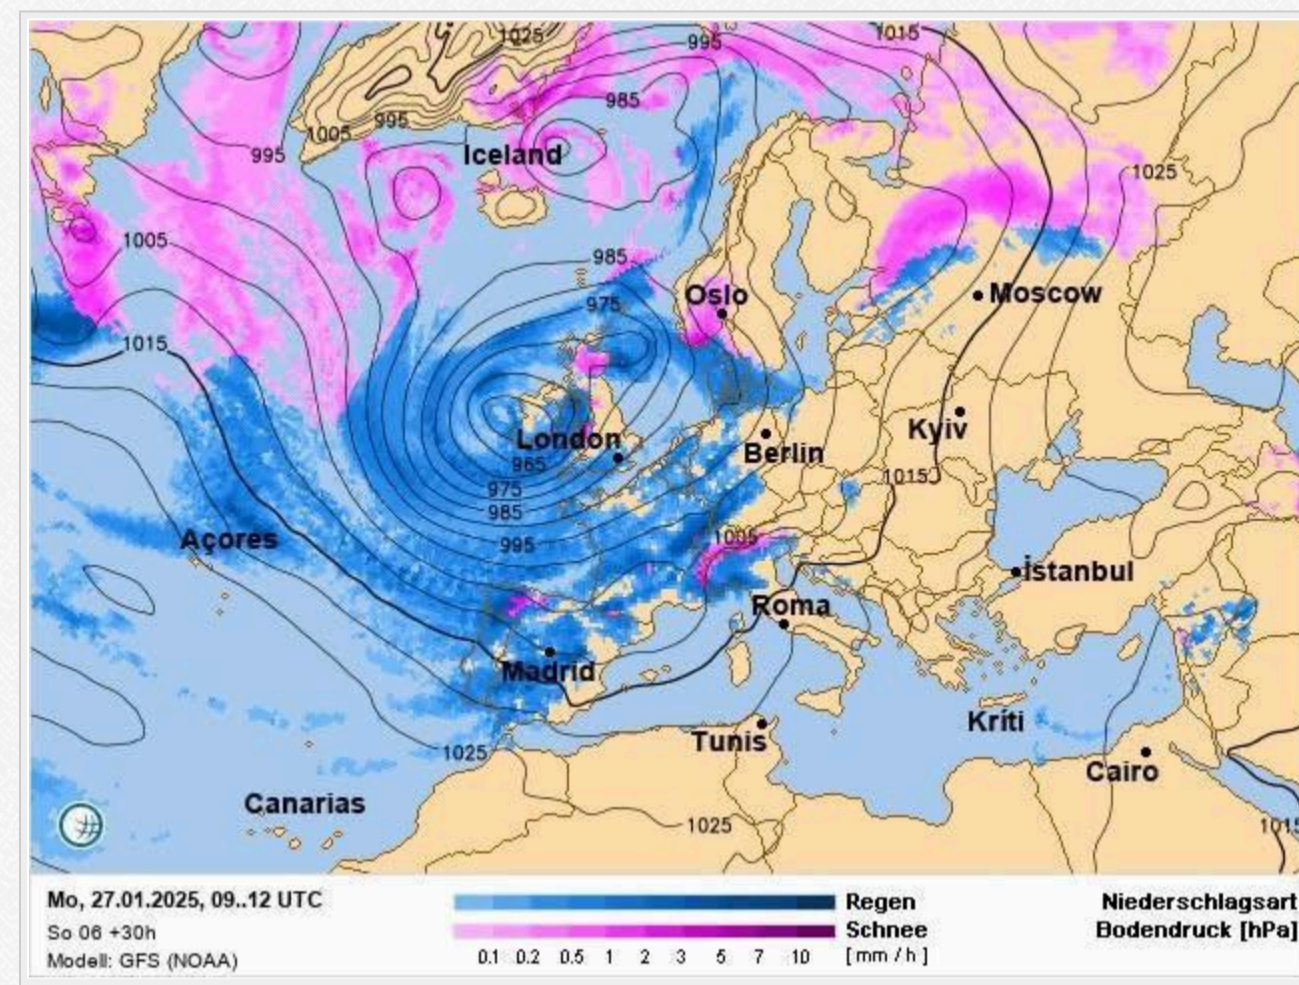 1025
995
1015
985
1005
995
995
Iceland
1025
1005
985
975
Oslo
Moscow
1015
Kyiv
London
Berlin
965
1015
975
985
Açores
995
1005
İstanbul
Roma
Madrid
Kríti
1025
Tunis
Cairo
Canarias
1025
1015
Mo, 27.01.2025, 09..12 UTC
Regen
Niederschlagsart
So 06 +30h
Schnee
Bodendruck [hPa]
Modell: GFS (NOAA)
0.1 0.2 0.5 1 2 3 5 7 10 [mm/h]